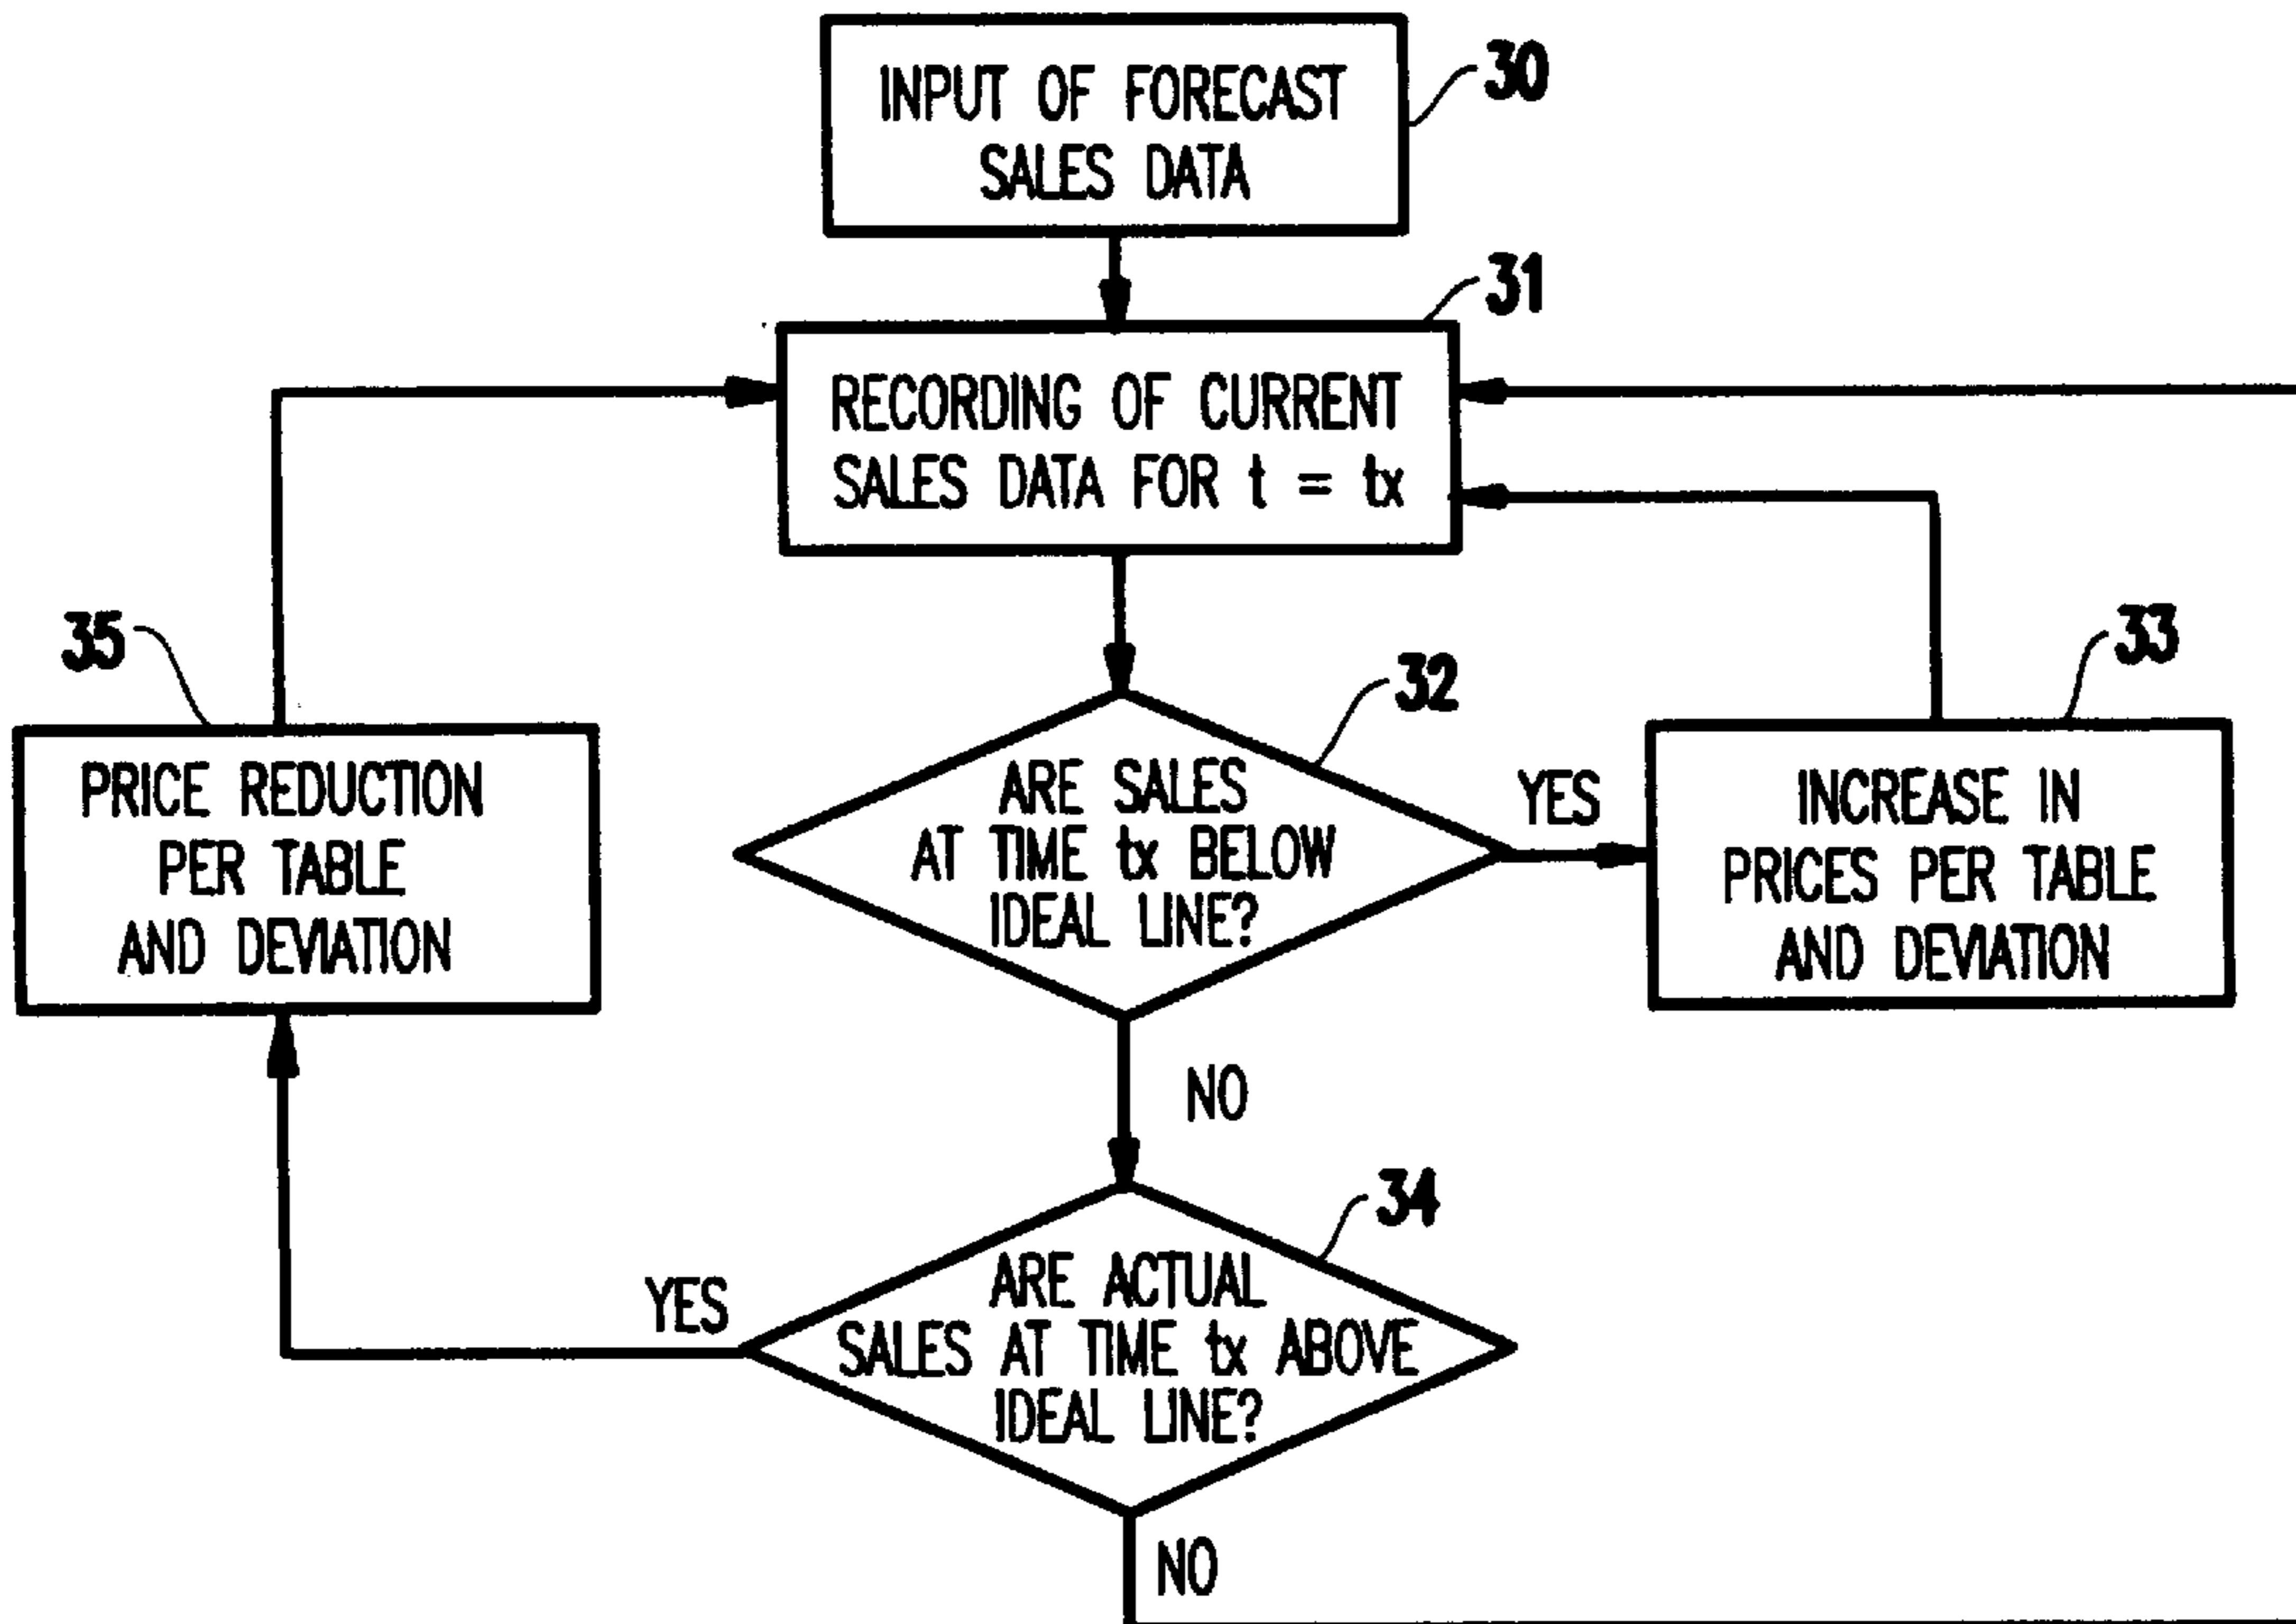 INPUT OF FORECAST
SALES DATA
30
31
RECORDING OF CURRENT
SALES DATA FOR t = tx
35
PRICE REDUCTION
PER TABLE
AND DEVIATION
32
ARE SALES
AT TIME tx BELOW
IDEAL LINE?
YES
33
INCREASE IN
PRICES PER TABLE
AND DEVIATION
NO
34
ARE ACTUAL
SALES AT TIME tx ABOVE
IDEAL LINE?
YES
NO